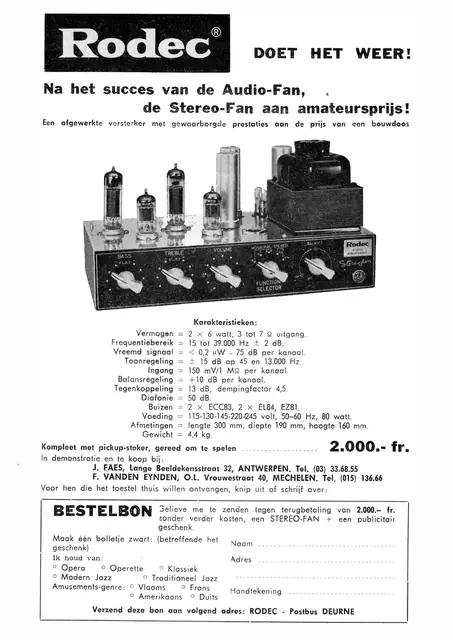 Rodec®
DOET HET WEER!
Na het succes van de Audio-Fan,
de Stereo-Fan aan amateursprijs!
Een afgewerkte versterker met gewaarborgde prestaties aan de prijs van een bouwdoos
BASS
FLAT
TREBLE
FLAT
VOLUME
FUNCTION
SELECTOR
BALANCE
Rodec
Karakteristieken:
Vermogen = 2 × 6 watt, 3 tot 7 Ω uitgang.
Frequentiebereik = 15 tot 39.000 Hz ± 2 dB.
Vreemd signaal = < 0,2 µW - 75 dB per kanaal.
Toonregeling = ± 15 dB op 45 en 13.000 Hz.
Ingang = 150 mV/1 MΩ per kanaal.
Balansregeling = +10 dB per kanaal.
Tegenkoppeling = 13 dB, dempingfactor 4,5.
Diafonie = 50 dB.
Buizen = 2 × ECC83, 2 × EL84, EZ81.
Voeding = 115-130-145-220-245 volt, 50-60 Hz, 80 watt.
Afmetingen = lengte 300 mm, diepte 190 mm, hoogte 160 mm.
Gewicht = 4,4 kg.
Kompleet met pickup-steker, gereed om te spelen ..................... 2.000.- fr.
In demonstratie en te koop bij:
J. FAES, Lange Beeldekensstraat 32, ANTWERPEN. Tel. (03) 33.68.55
F. VANDEN EYNDEN, O.L. Vrouwestraat 40, MECHELEN. Tel. (015) 136.66
Voor hen die het toestel thuis willen ontvangen, knip uit of schrijf over:
BESTELBON
Gelieve me te zenden tegen terugbetaling van 2.000.- fr.
zonder verder kosten, een STEREO-FAN + een publicitair
geschenk.
Maak één bolletje zwart: (betreffende het
geschenk)
Ik houd van:
° Opera ° Operette ° Klassiek
° Modern Jazz ° Traditioneel Jazz
Amusements-genre: ° Vlaams ° Frans
° Amerikaans ° Duits
Naam
Adres
Handtekening
Verzend deze bon aan volgend adres: RODEC - Postbus DEURNE